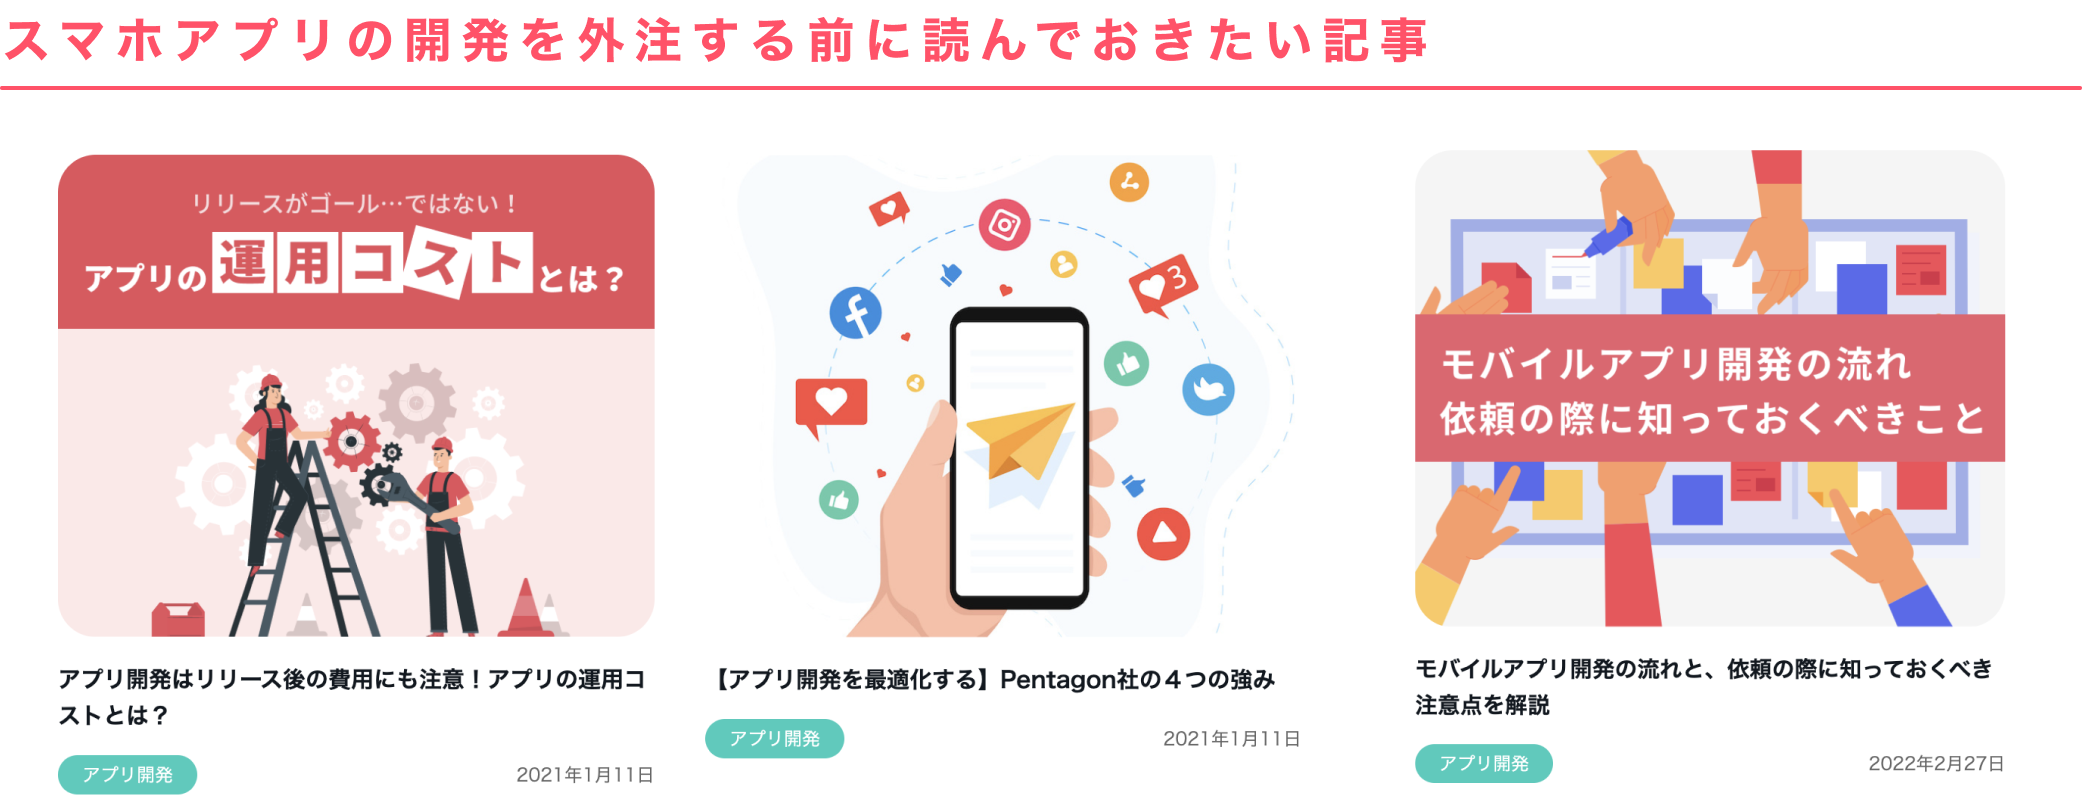 スマホアプリの開発を外注する前に読んでおきたい記事
リリースがゴール…ではない！
アプリの運用コストとは？
アプリ開発はリリース後の費用にも注意！アプリの運用コ
ストとは？
アプリ開発
2021年1月11日
3
【アプリ開発を最適化する】Pentagon社の４つの強み
アプリ開発
2021年1月11日
モバイルアプリ開発の流れ
依頼の際に知っておくべきこと
モバイルアプリ開発の流れと、依頼の際に知っておくべき
注意点を解説
アプリ開発
2022年2月27日